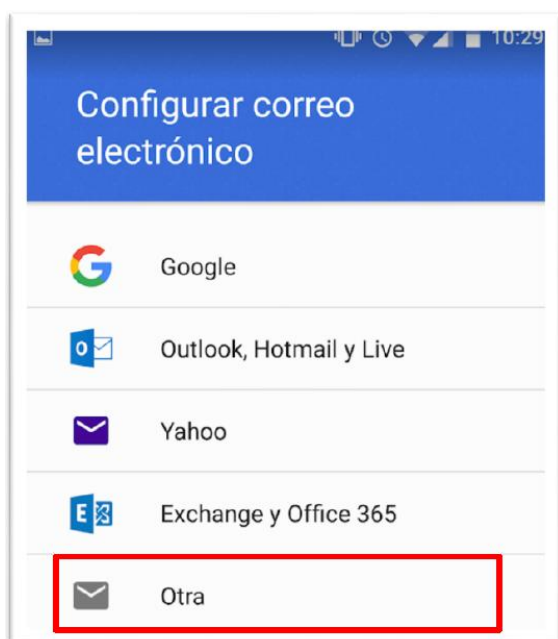 10:29
Configurar correo
electrónico
Google
Outlook, Hotmail y Live
Yahoo
Exchange y Office 365
Otra